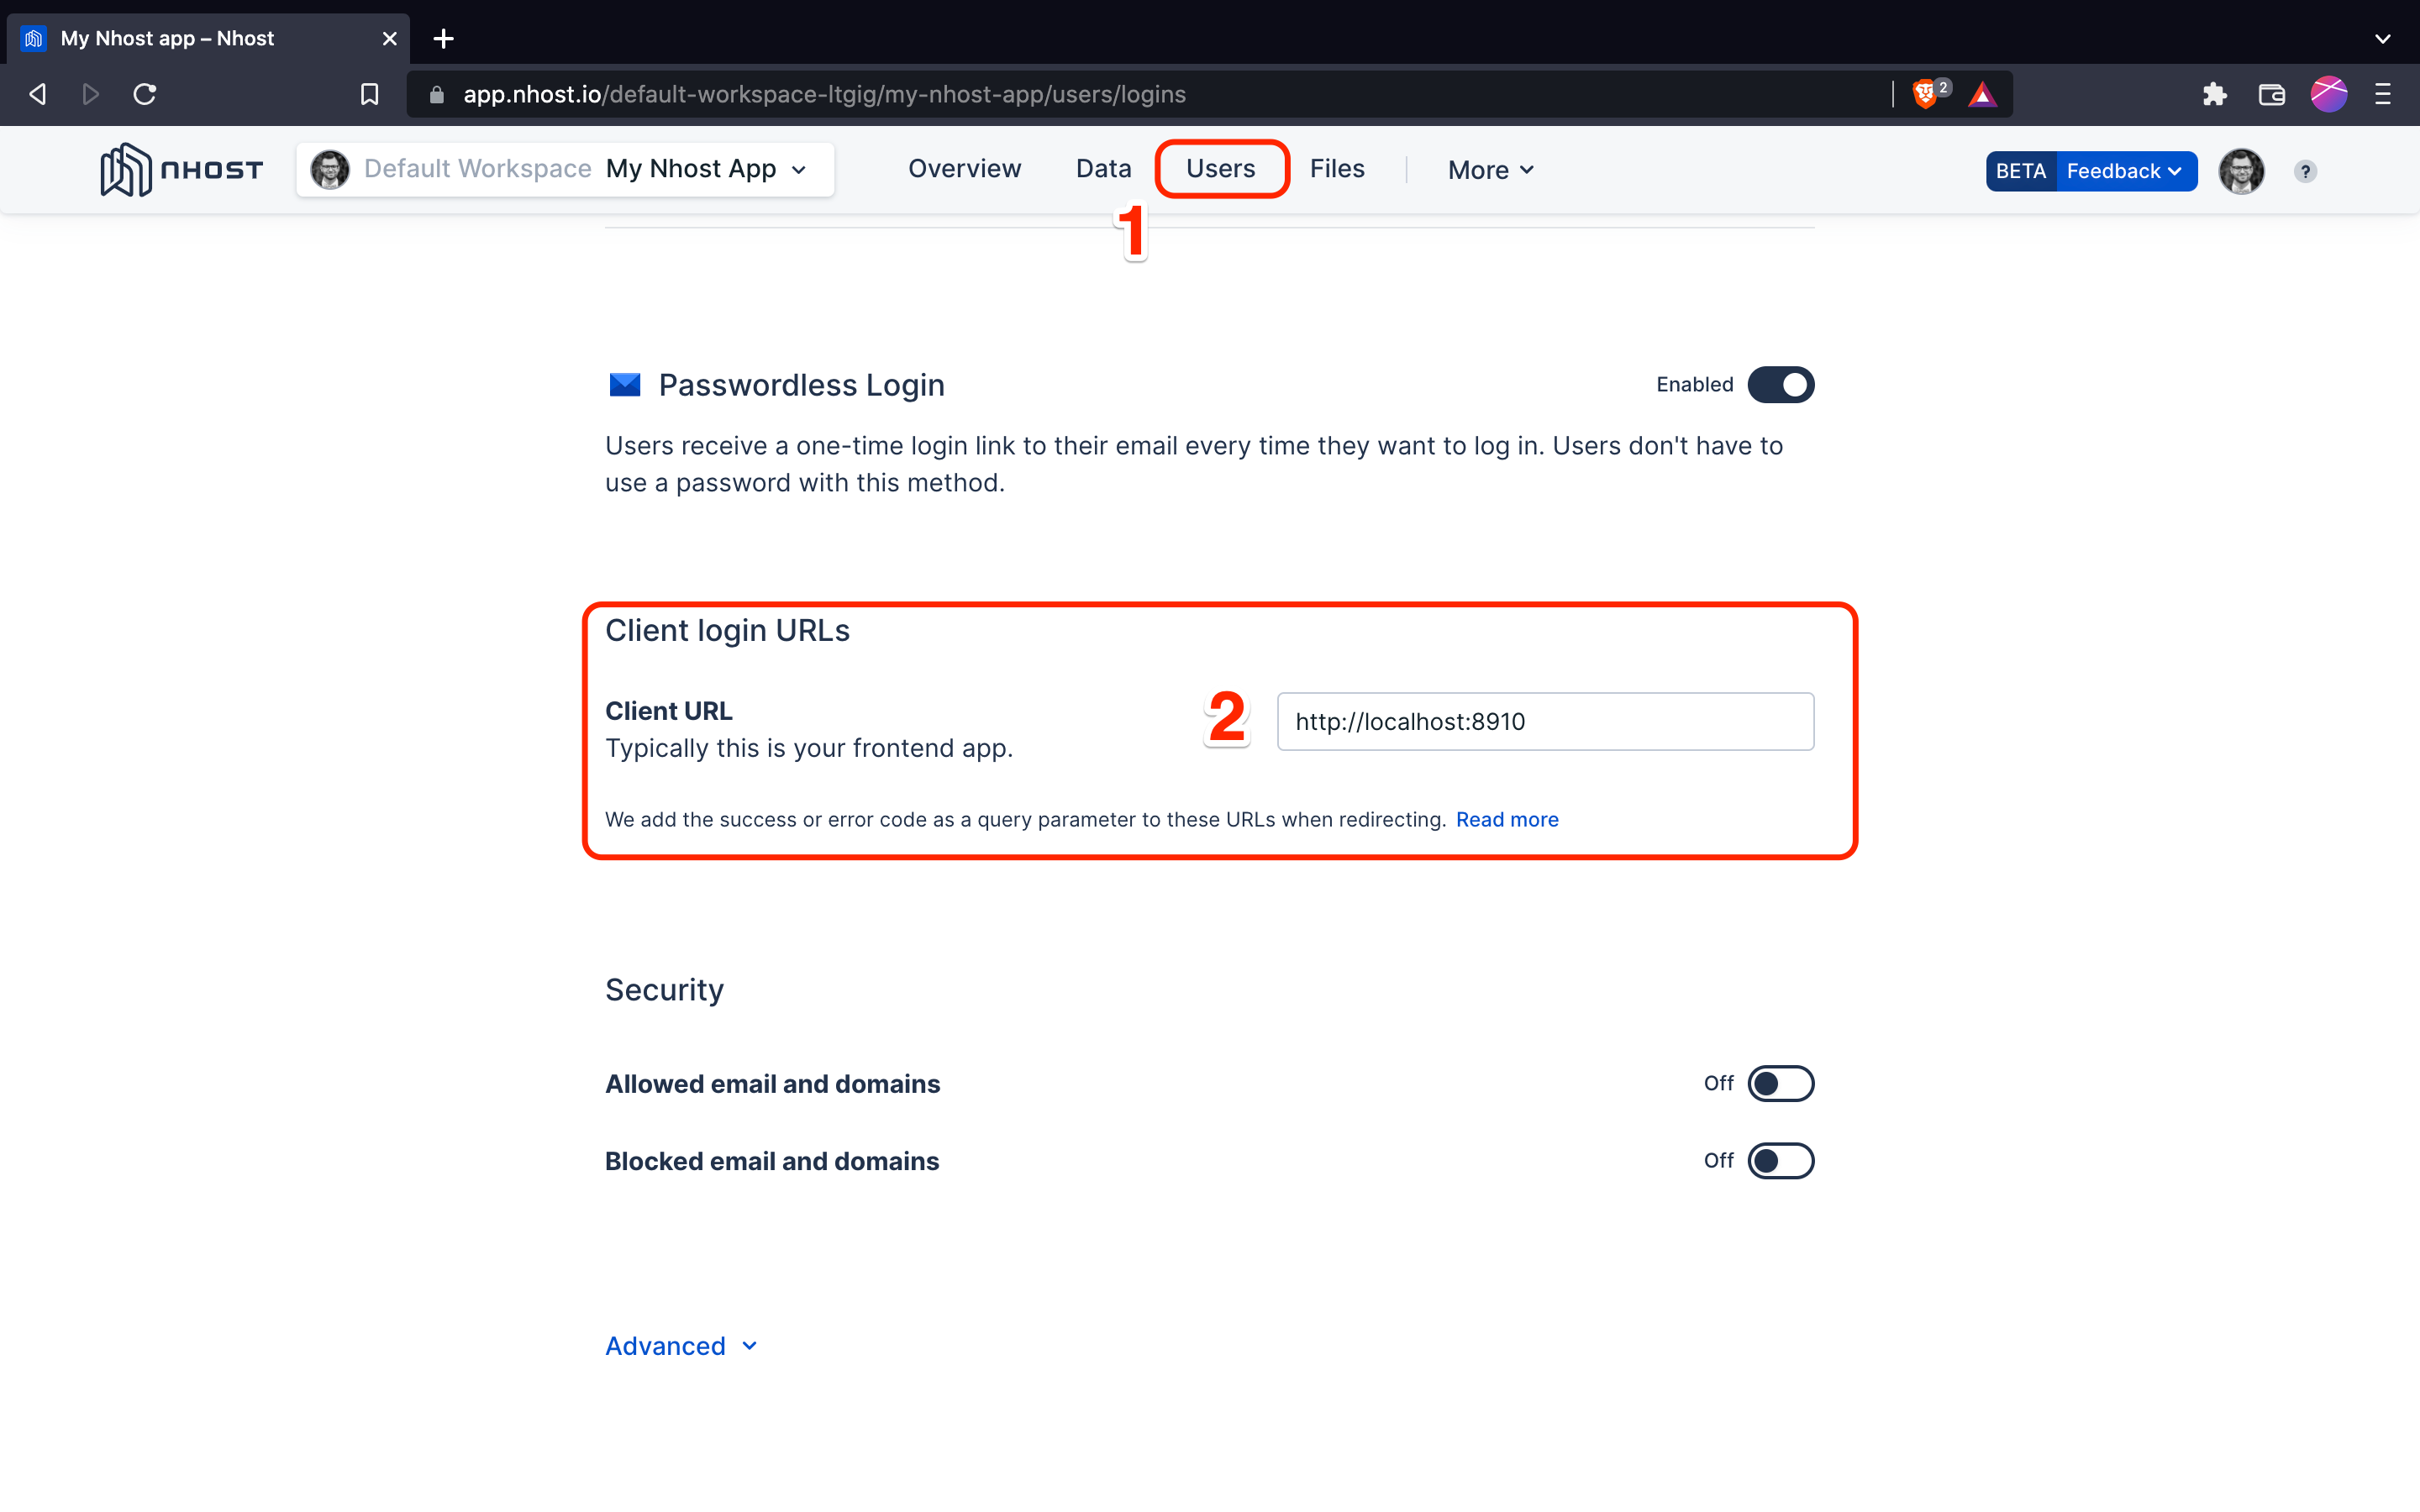 My Nhost app – Nhost
app.nhost.io/default-workspace-ltgig/my-nhost-app/users/logins
2
NHOST
Default Workspace My Nhost App
Overview
Data
Users
Files
More
BETA Feedback
?
1
Passwordless Login
Enabled
Users receive a one-time login link to their email every time they want to log in. Users don't have to
use a password with this method.
Client login URLs
Client URL
Typically this is your frontend app.
2
http://localhost:8910
We add the success or error code as a query parameter to these URLs when redirecting. Read more
Security
Allowed email and domains
Off
Blocked email and domains
Off
Advanced